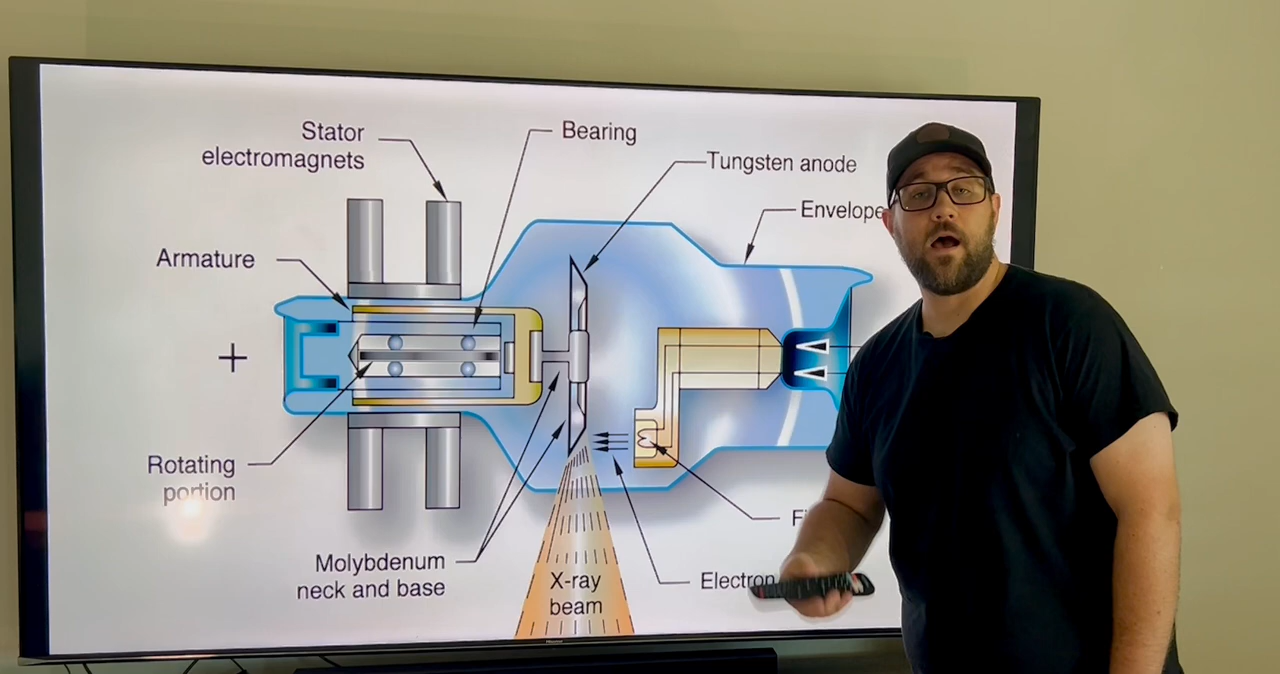 Stator
electromagnets
Bearing
Tungsten anode
Envelope
Armature
+
Rotating
portion
Molybdenum
neck and base
X-ray
beam
Electron